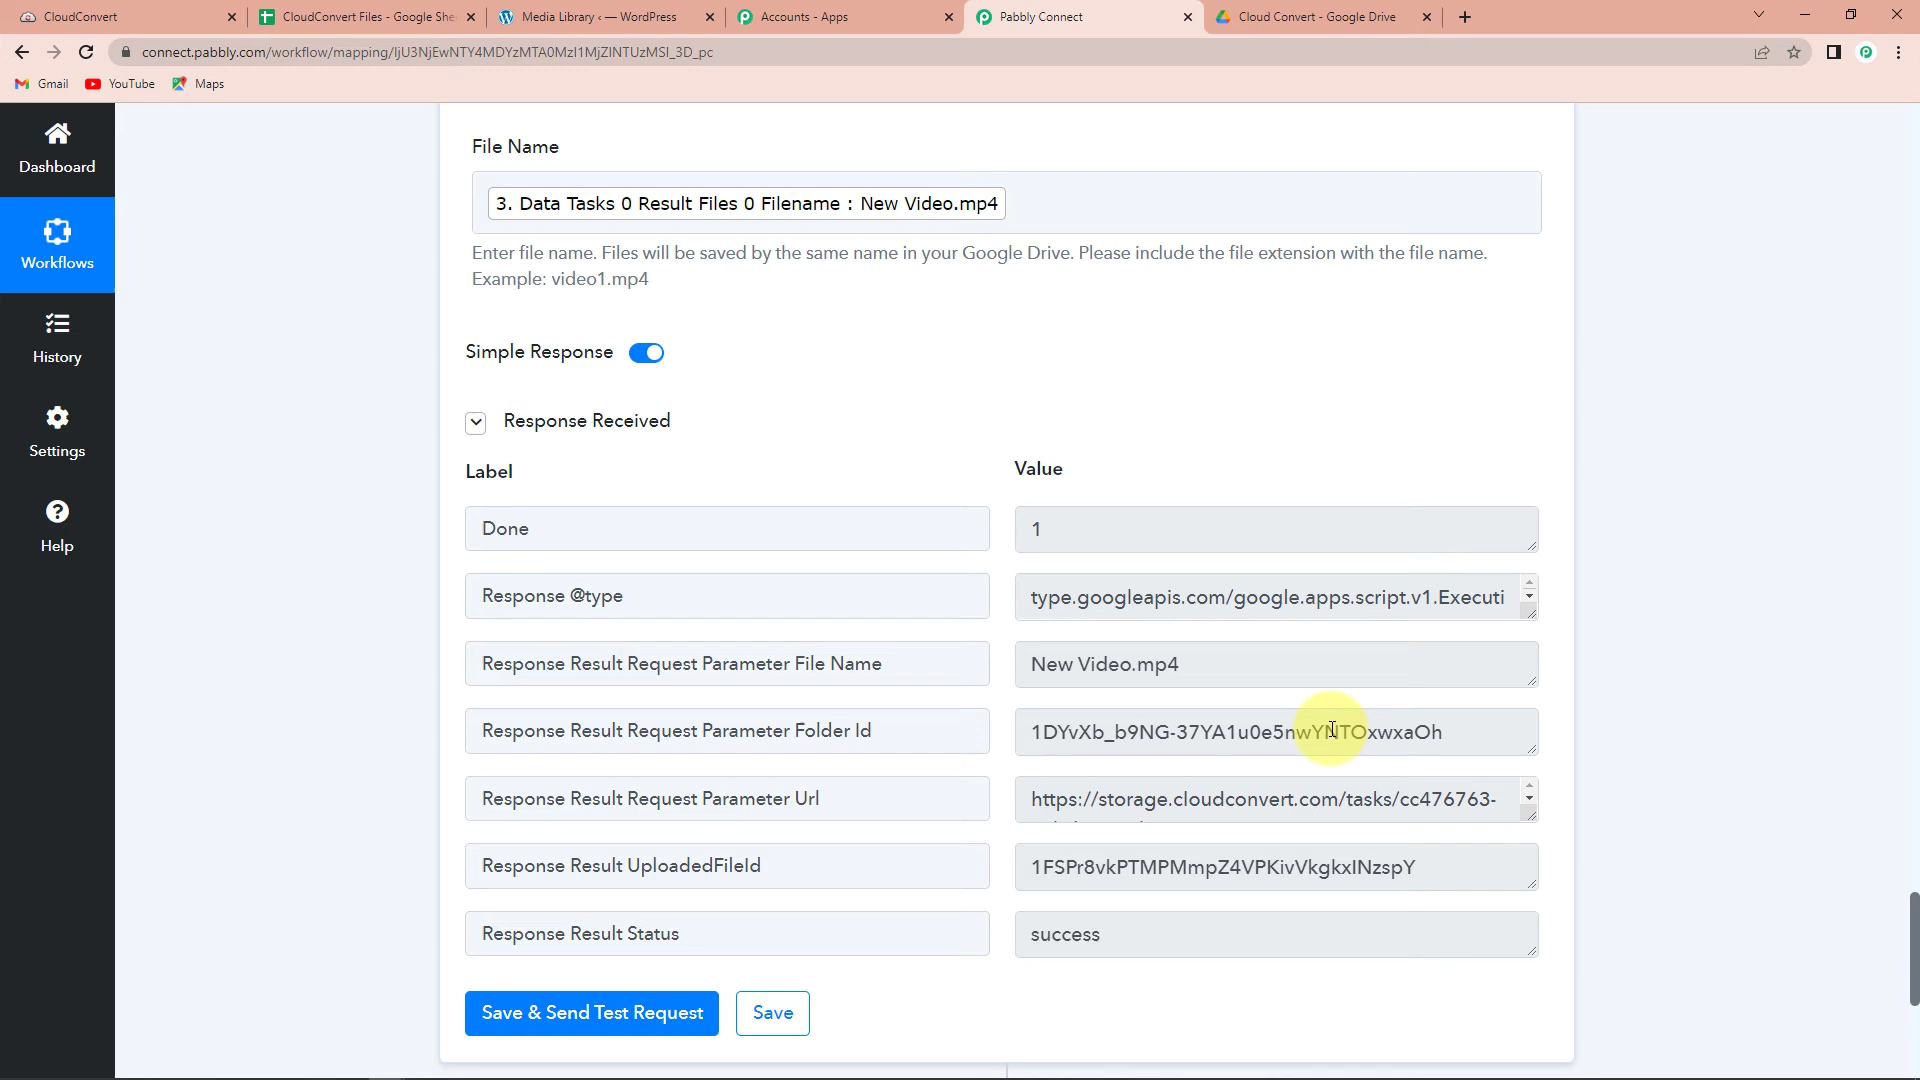 CloudConvert
CloudConvert Files - Google She
Media Library ‹ — WordPress
Accounts - Apps
Pabbly Connect
Cloud Convert - Google Drive
connect.pabbly.com/workflow/mapping/IjU3NjEwNTY4MDYzMTA0MzI1MjZlNTUzMSI_3D_pc
Gmail
YouTube
Maps
Dashboard
Workflows
History
Settings
Help
File Name
3. Data Tasks 0 Result Files 0 Filename : New Video.mp4
Enter file name. Files will be saved by the same name in your Google Drive. Please include the file extension with the file name.
Example: video1.mp4
Simple Response
Response Received
Label
Value
Done
1
Response @type
type.googleapis.com/google.apps.script.v1.Executi
Response Result Request Parameter File Name
New Video.mp4
Response Result Request Parameter Folder Id
1DYvXb_b9NG-37YA1u0e5nwYNTOxwxaOh
Response Result Request Parameter Url
https://storage.cloudconvert.com/tasks/cc476763-
Response Result UploadedFileId
1FSPr8vkPTMPMmpZ4VPKivVkgkxINzspY
Response Result Status
success
Save & Send Test Request
Save